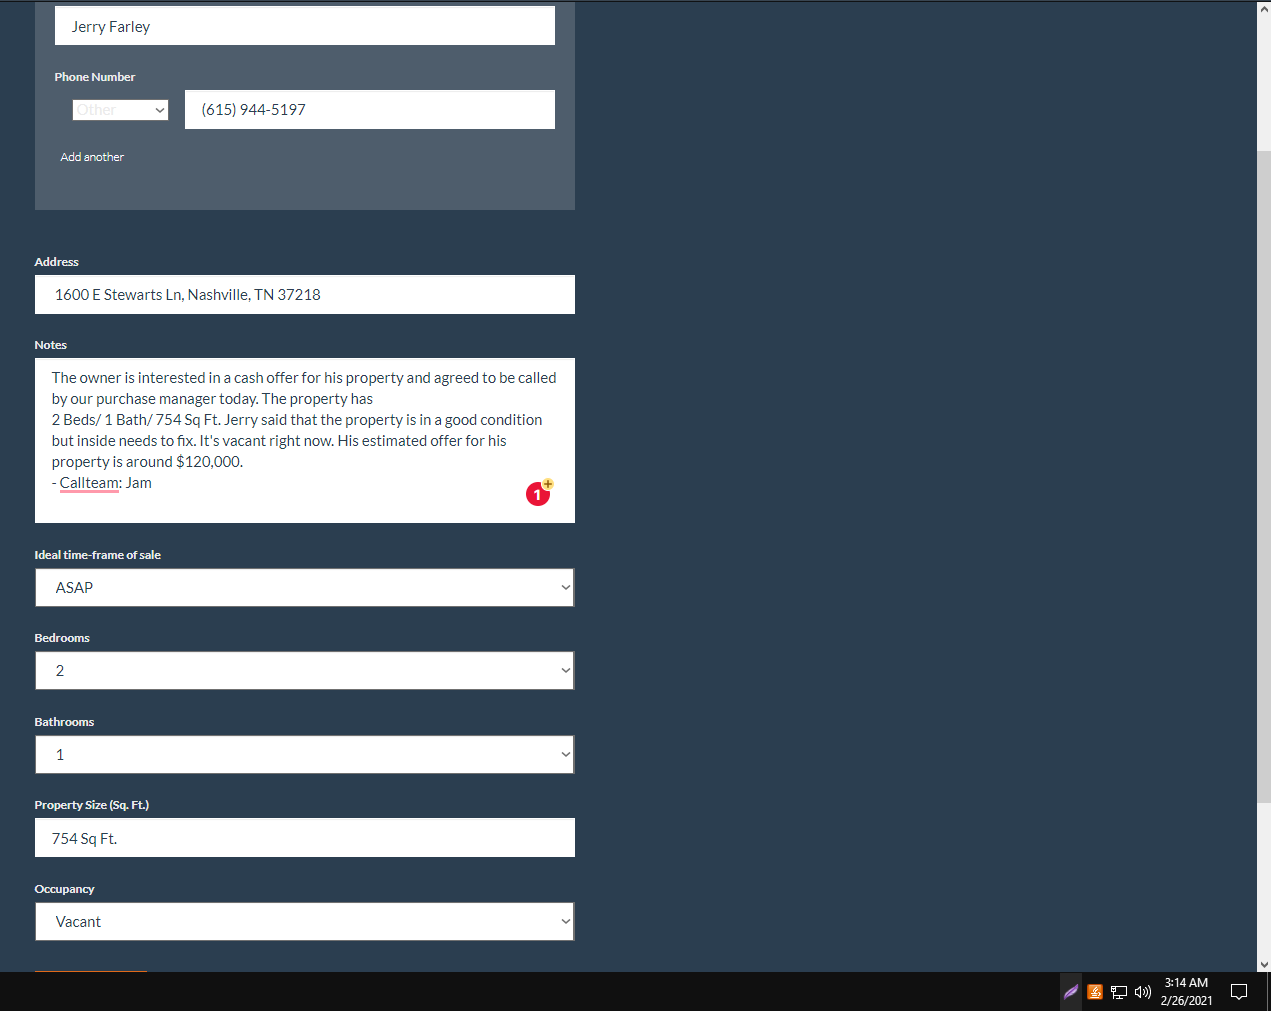 Jerry Farley
Phone Number
Other
(615) 944-5197
Add another
Address
1600 E Stewarts Ln, Nashville, TN 37218
Notes
The owner is interested in a cash offer for his property and agreed to be called
by our purchase manager today. The property has
2 Beds/ 1 Bath/ 754 Sq Ft. Jerry said that the property is in a good condition
but inside needs to fix. It's vacant right now. His estimated offer for his
property is around $120,000.
- Callteam: Jam
1+
Ideal time-frame of sale
ASAP
Bedrooms
2
Bathrooms
1
Property Size (Sq. Ft.)
754 Sq Ft.
Occupancy
Vacant
3:14 AM
2/26/2021